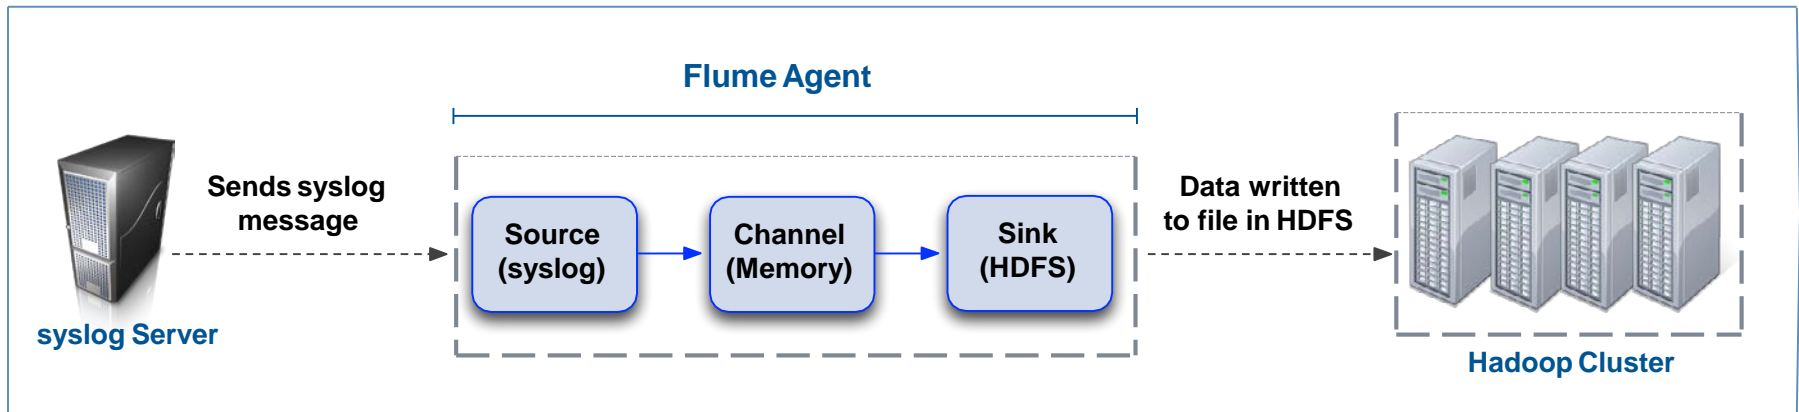 Flume Agent
Sends syslog
message
Source
(syslog)
Channel
(Memory)
Sink
(HDFS)
Data written
to file in HDFS
syslog Server
Hadoop Cluster